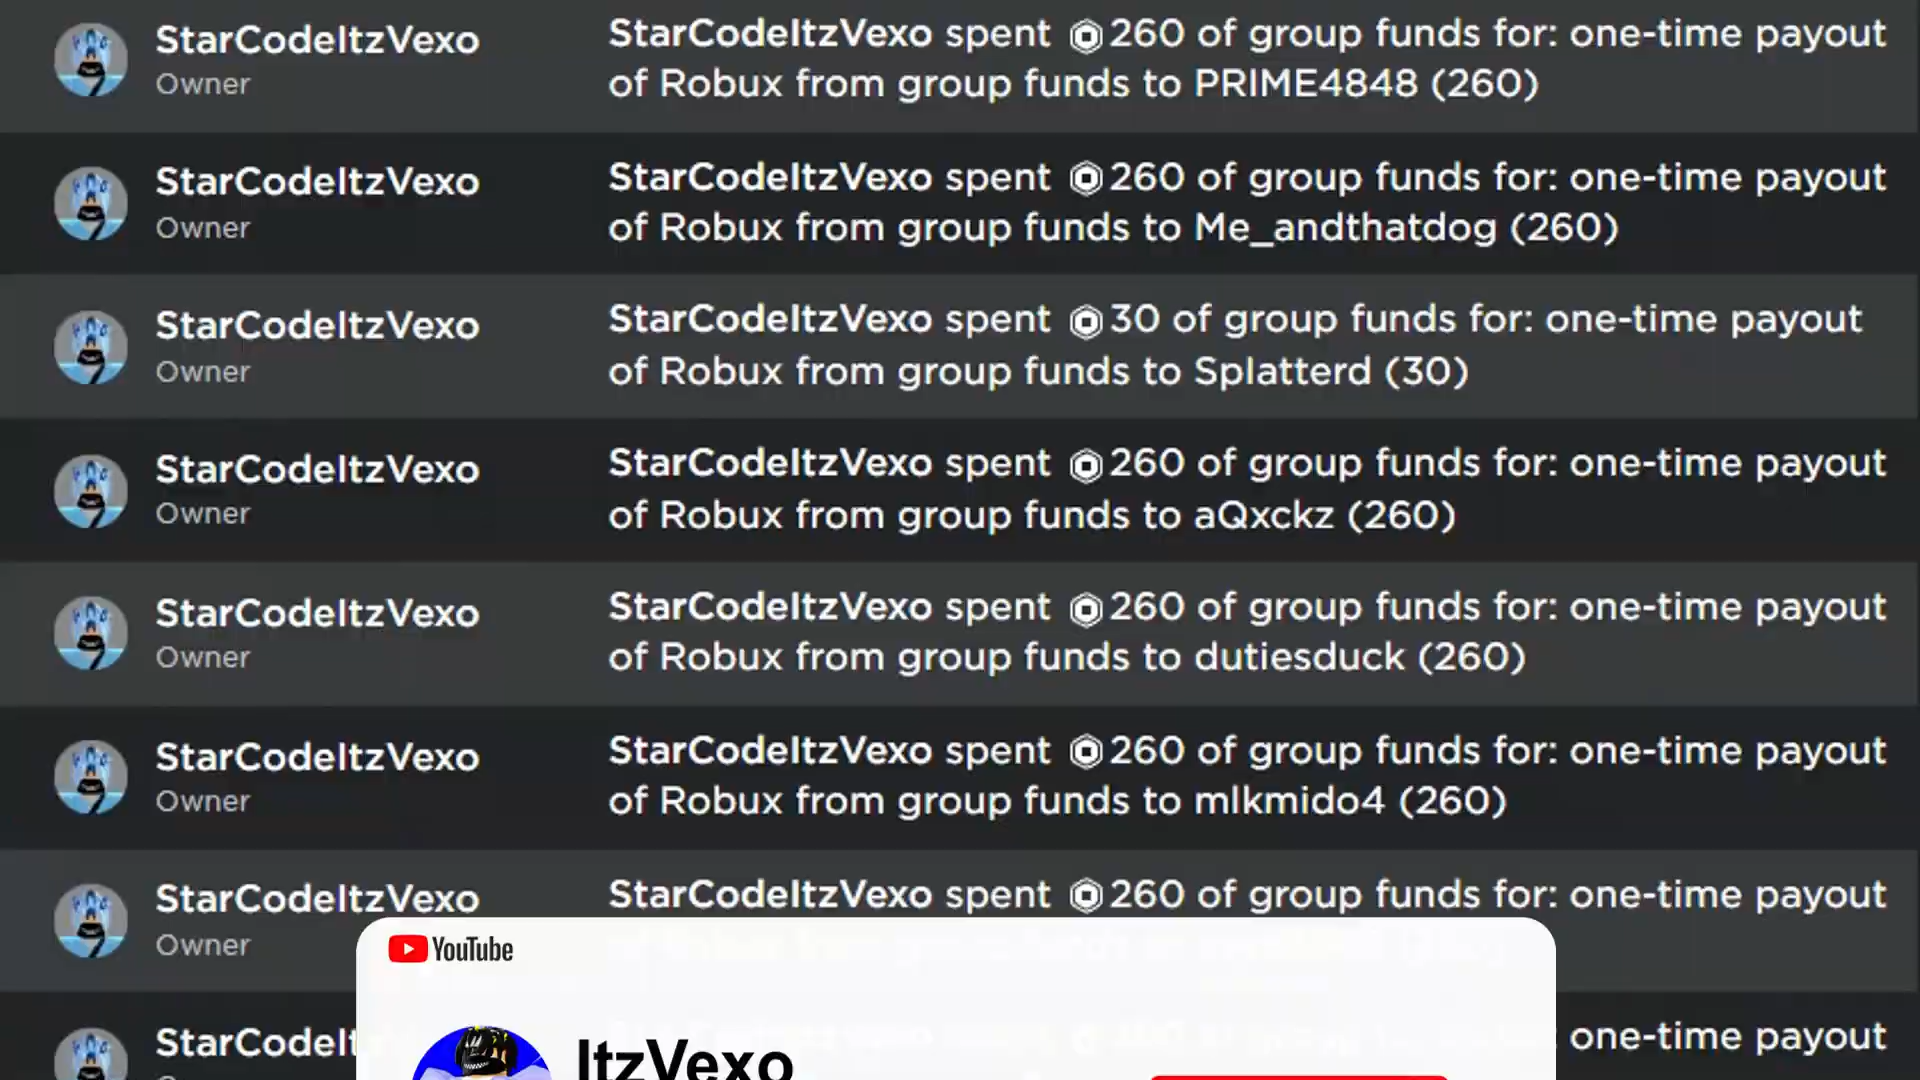 StarCodeItzVexo
Owner
StarCodeItzVexo spent 260 of group funds for: one-time payout
of Robux from group funds to PRIME4848 (260)
StarCodeItzVexo
Owner
StarCodeItzVexo spent 260 of group funds for: one-time payout
of Robux from group funds to Me_andthatdog (260)
StarCodeItzVexo
Owner
StarCodeItzVexo spent 30 of group funds for: one-time payout
of Robux from group funds to Splatterd (30)
StarCodeItzVexo
Owner
StarCodeItzVexo spent 260 of group funds for: one-time payout
of Robux from group funds to aQxckz (260)
StarCodeItzVexo
Owner
StarCodeItzVexo spent 260 of group funds for: one-time payout
of Robux from group funds to dutiesduck (260)
StarCodeItzVexo
Owner
StarCodeItzVexo spent 260 of group funds for: one-time payout
of Robux from group funds to mlkmido4 (260)
StarCodeItzVexo
Owner
StarCodeItzVexo spent 260 of group funds for: one-time payout
YouTube
ItzVexo
StarCodeIt
one-time payout